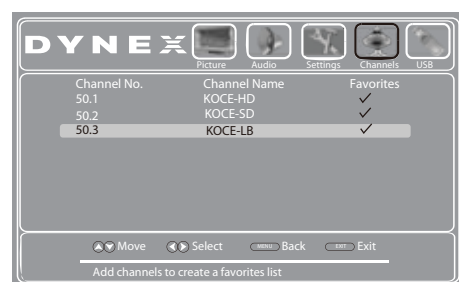 DYNEX
Picture Audio Settings Channels USB
Channel No. Channel Name Favorites
50.1 KOCE-HD
50.2 KOCE-SD
50.3 KOCE-LB
Move Select MENU Back EXIT Exit
Add channels to create a favorites list